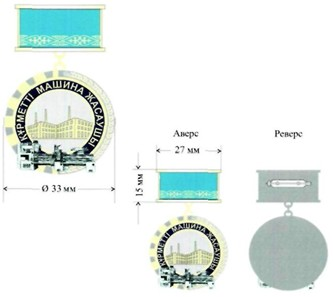 ҚҰРМЕТТІ МАШИНА ЖАСАУШЫ
Ø 33 мм
Аверс
Реверс
27 мм
15 мм
ҚҰРМЕТТІ МАШИНА ЖАСАУШЫ